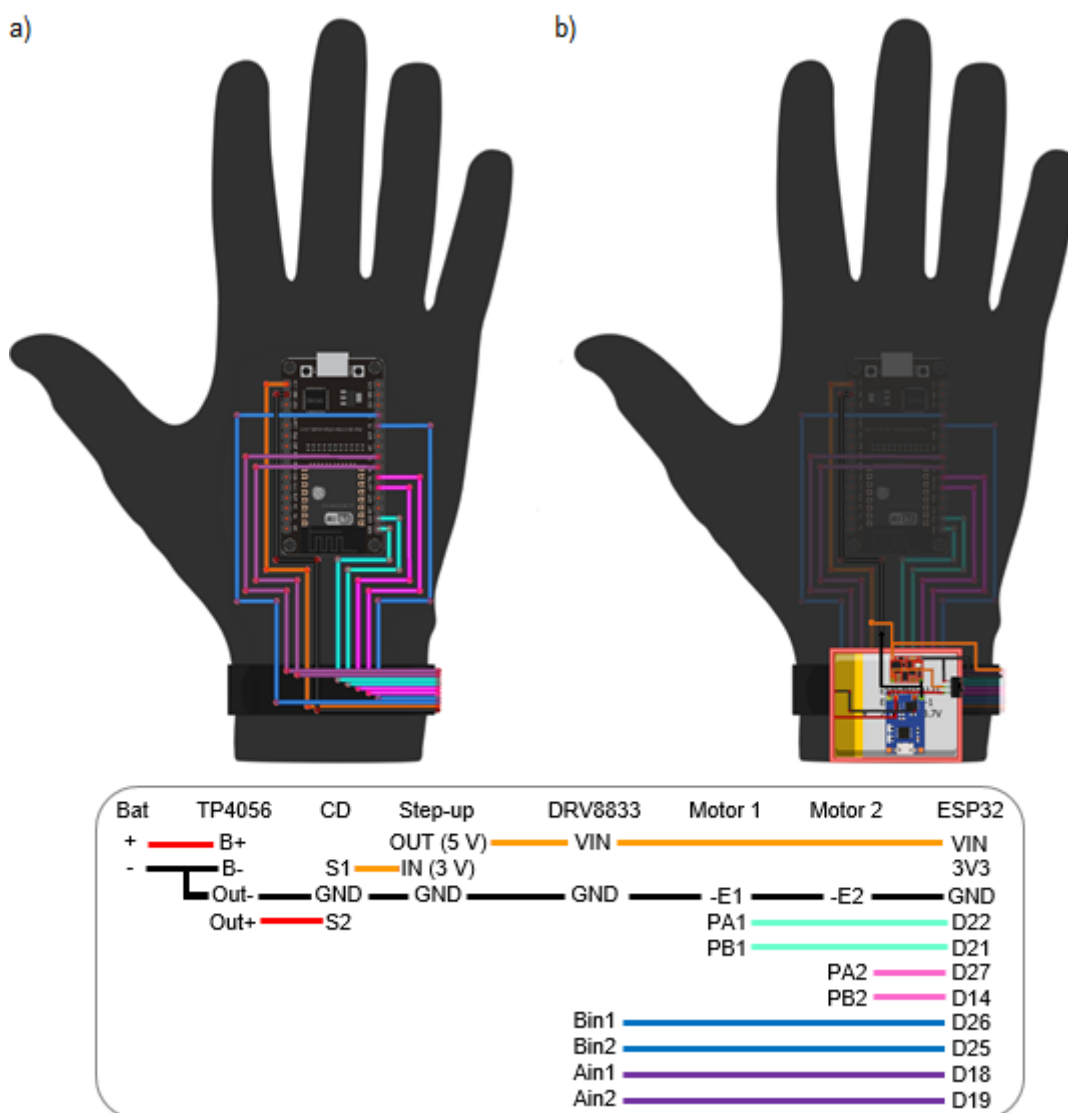 a)
b)
3.7V
Bat TP4056 CD Step-up DRV8833 Motor 1 Motor 2 ESP32
+ B+ OUT (5 V) VIN VIN
- B- S1 IN (3 V) 3V3
Out- GND GND GND -E1 -E2 GND
Out+ S2 PA1 D22
PB1 D21
PA2 D27
PB2 D14
Bin1 D26
Bin2 D25
Ain1 D18
Ain2 D19